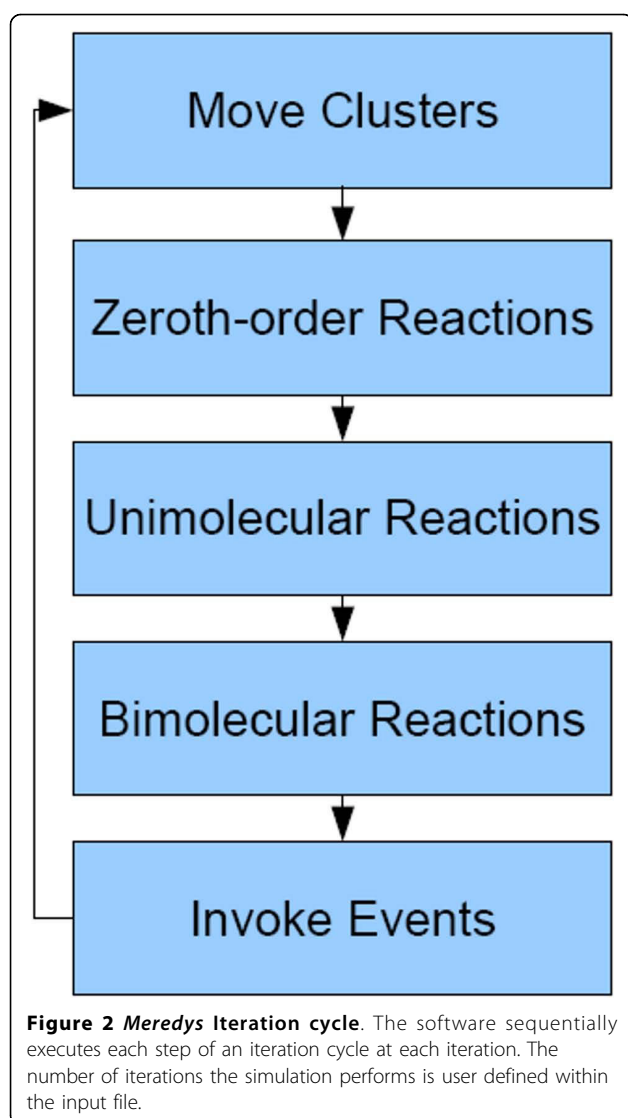 Move Clusters
Zeroth-order Reactions
Unimolecular Reactions
Bimolecular Reactions
Invoke Events
Figure 2 Meredys Iteration cycle. The software sequentially
executes each step of an iteration cycle at each iteration. The
number of iterations the simulation performs is user defined within
the input file.